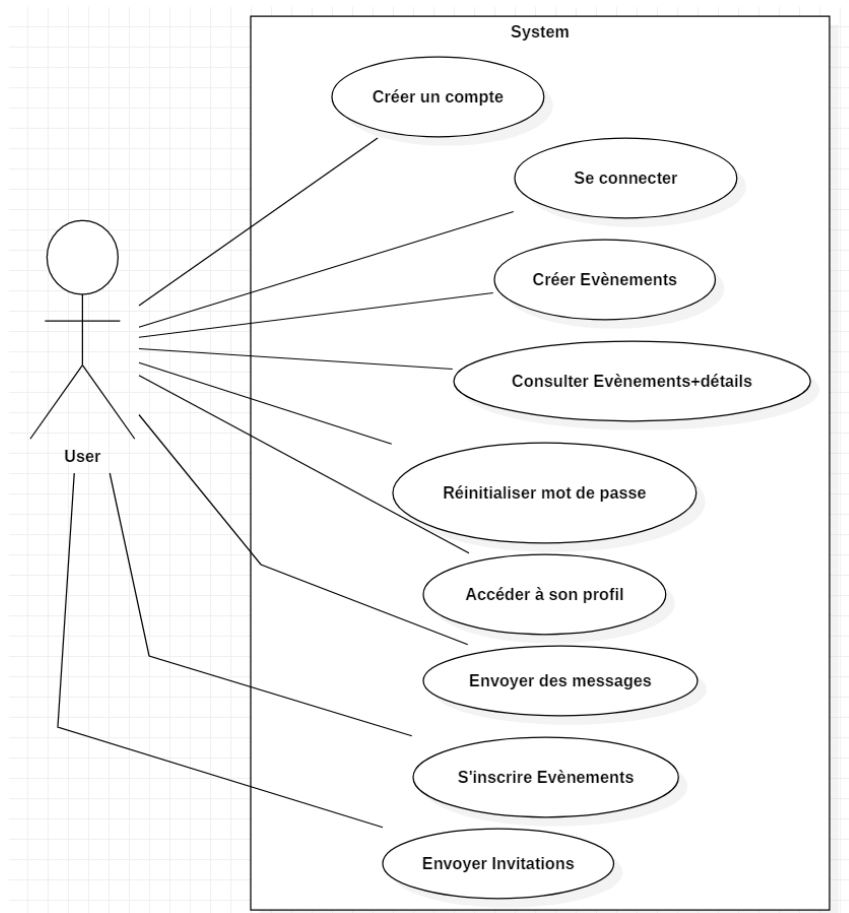 System
Créer un compte
Se connecter
Créer Evènements
Consulter Evènements+détails
User
Réinitialiser mot de passe
Accéder à son profil
Envoyer des messages
S'inscrire Evènements
Envoyer Invitations